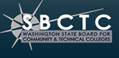 SBCTC
WASHINGTON STATE BOARD FOR
COMMUNITY & TECHNICAL COLLEGES